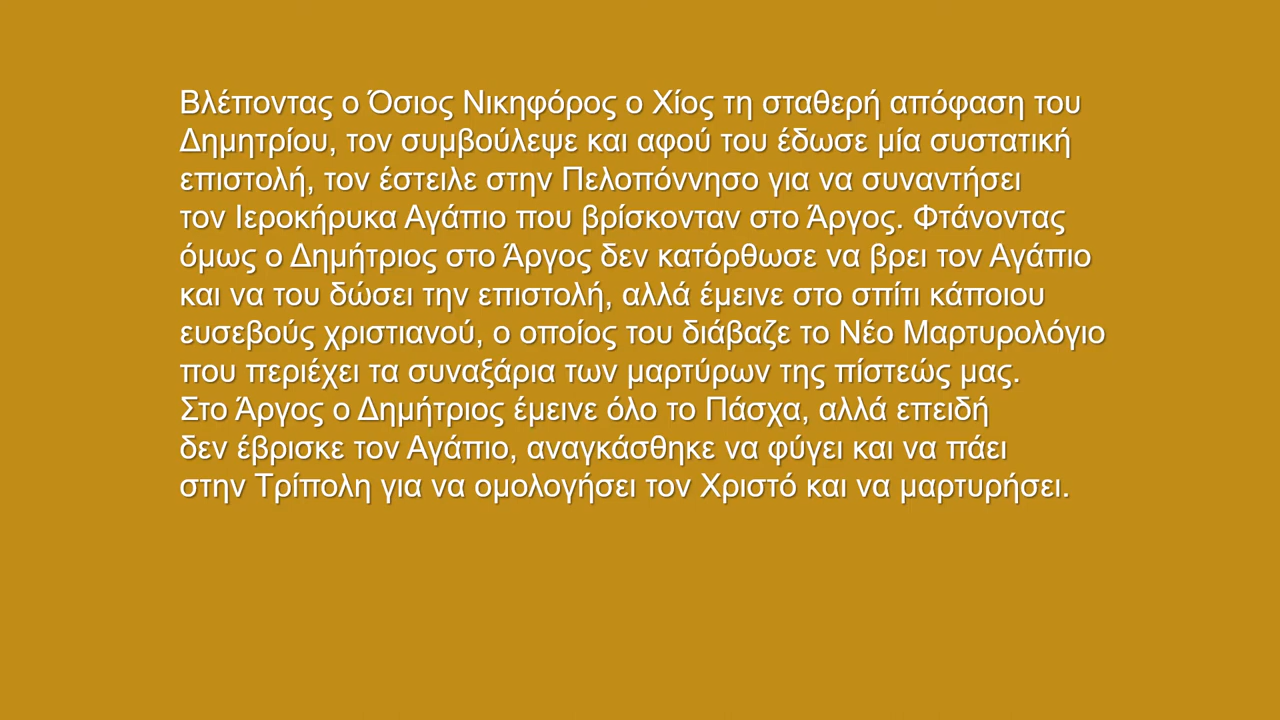 Βλέποντας ο Όσιος Νικηφόρος ο Χίος τη σταθερή απόφαση του
Δημητρίου, τον συμβούλεψε και αφού του έδωσε μία συστατική
επιστολή, τον έστειλε στην Πελοπόννησο για να συναντήσει
τον Ιεροκήρυκα Αγάπιο που βρίσκονταν στο Άργος. Φτάνοντας
όμως ο Δημήτριος στο Άργος δεν κατόρθωσε να βρει τον Αγάπιο
και να του δώσει την επιστολή, αλλά έμεινε στο σπίτι κάποιου
ευσεβούς χριστιανού, ο οποίος του διάβαζε το Νέο Μαρτυρολόγιο
που περιέχει τα συναξάρια των μαρτύρων της πίστεώς μας.
Στο Άργος ο Δημήτριος έμεινε όλο το Πάσχα, αλλά επειδή
δεν έβρισκε τον Αγάπιο, αναγκάσθηκε να φύγει και να πάει
στην Τρίπολη για να ομολογήσει τον Χριστό και να μαρτυρήσει.